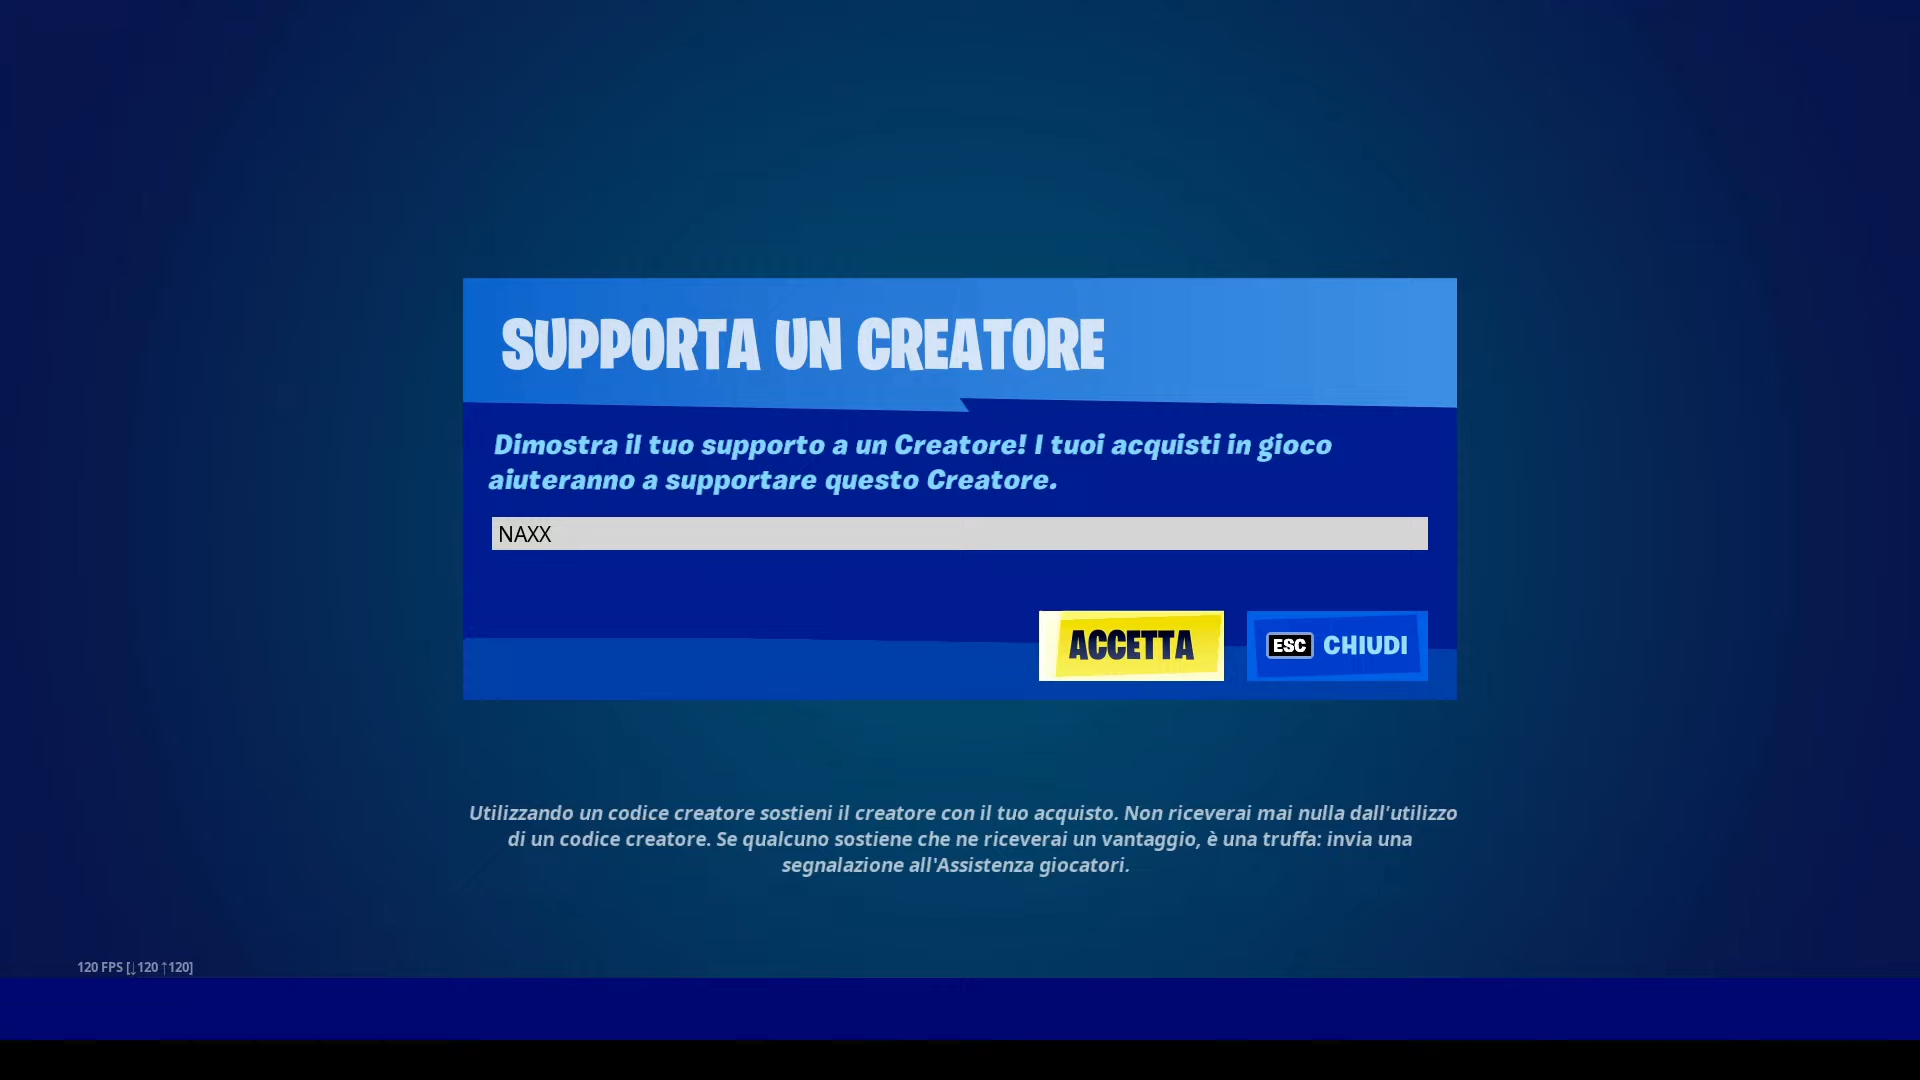 SUPPORTA UN CREATORE
Dimostra il tuo supporto a un Creatore! I tuoi acquisti in gioco
aiuteranno a supportare questo Creatore.
NAXX
ACCETTA
ESC CHIUDI
Utilizzando un codice creatore sostieni il creatore con il tuo acquisto. Non riceverai mai nulla dall'utilizzo
di un codice creatore. Se qualcuno sostiene che ne riceverai un vantaggio, è una truffa: invia una
segnalazione all'Assistenza giocatori.
120 FPS [↓120 ↑120]